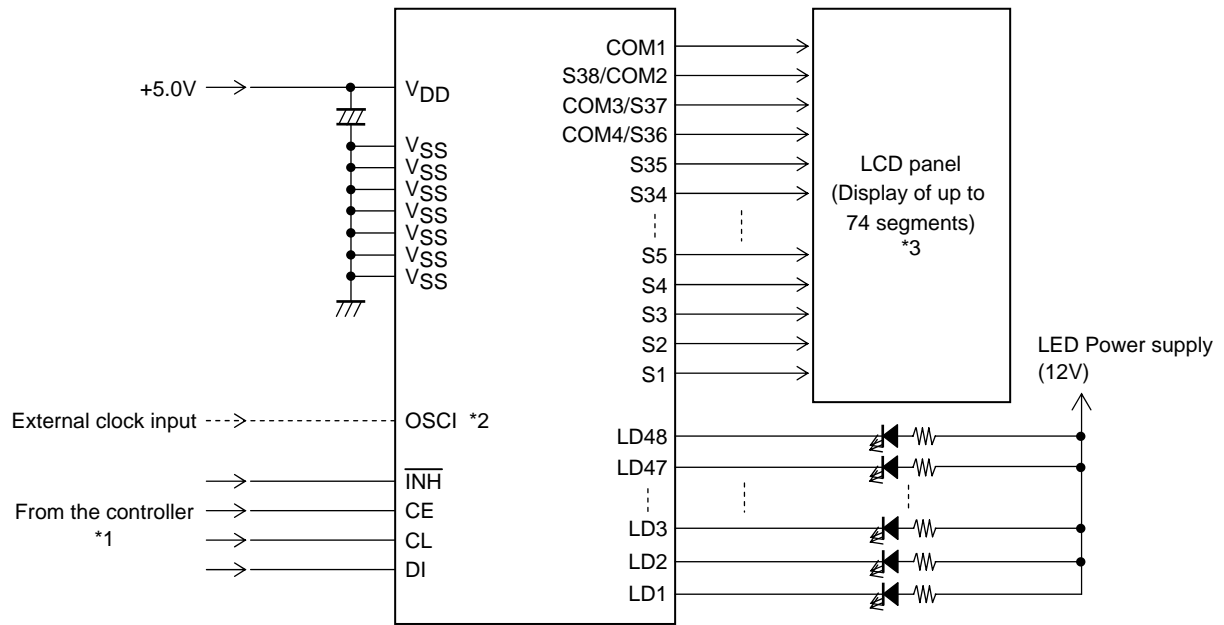 +5.0V
VDD
VSS
VSS
VSS
VSS
VSS
VSS
VSS
External clock input
OSCI *2
From the controller
*1
INH
CE
CL
DI
COM1
S38/COM2
COM3/S37
COM4/S36
S35
S34
S5
S4
S3
S2
S1
LD48
LD47
LD3
LD2
LD1
LCD panel
(Display of up to
74 segments)
*3
LED Power supply
(12V)